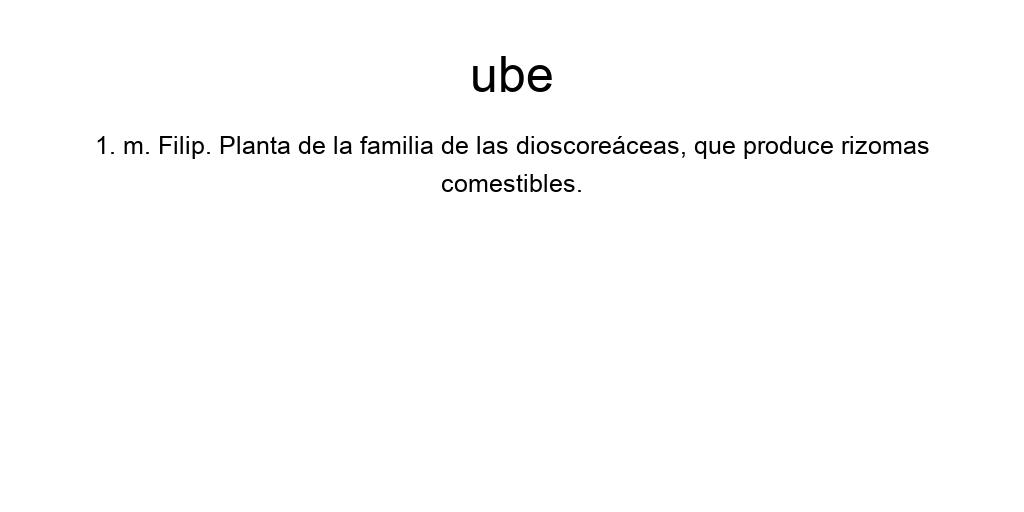 ube
1. m. Filip. Planta de la familia de las dioscoreáceas, que produce rizomas
comestibles.